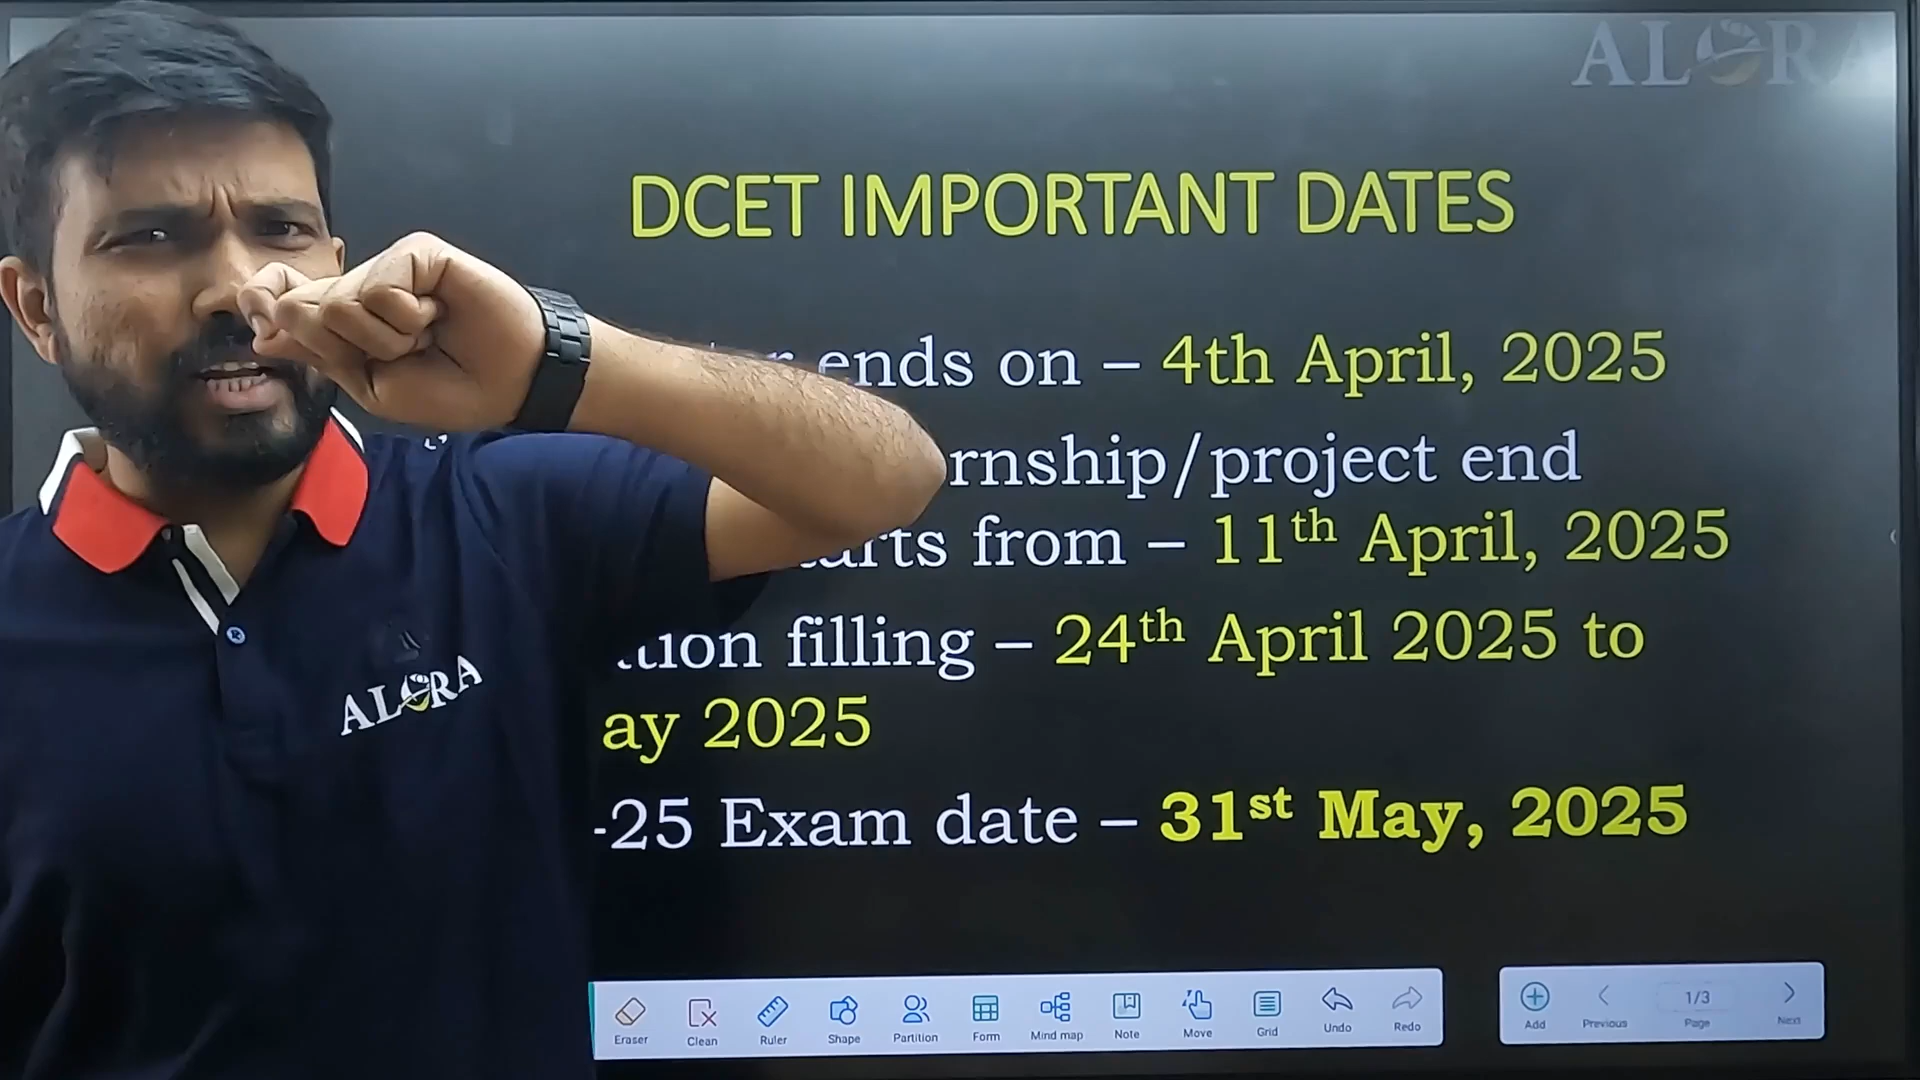 ALORA
DCET IMPORTANT DATES
ends on – 4th April, 2025
rnship/project end
arts from – 11th April, 2025
tion filling – 24th April 2025 to
ay 2025
-25 Exam date – 31st May, 2025
ALORA
Eraser Clean Ruler Shape Partition Form Mind map Note Move Grid Undo Redo
Add Previous 1/3 Page Next